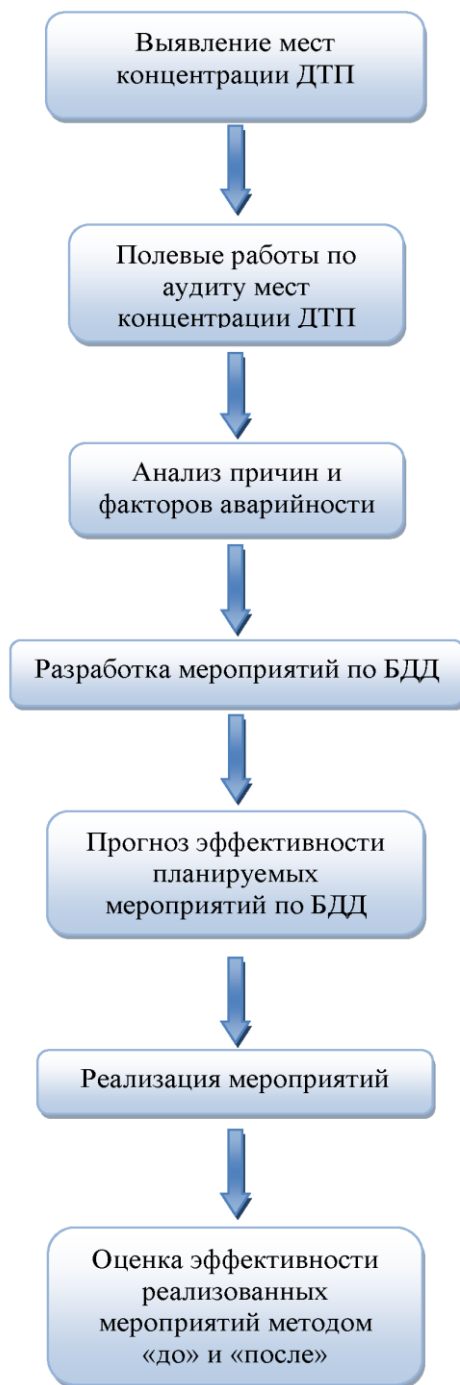 Выявление мест
концентрации ДТП
Полевые работы по
аудиту мест
концентрации ДТП
Анализ причин и
факторов аварийности
Разработка мероприятий по БДД
Прогноз эффективности
планируемых
мероприятий по БДД
Реализация мероприятий
Оценка эффективности
реализованных
мероприятий методом
«до» и «после»